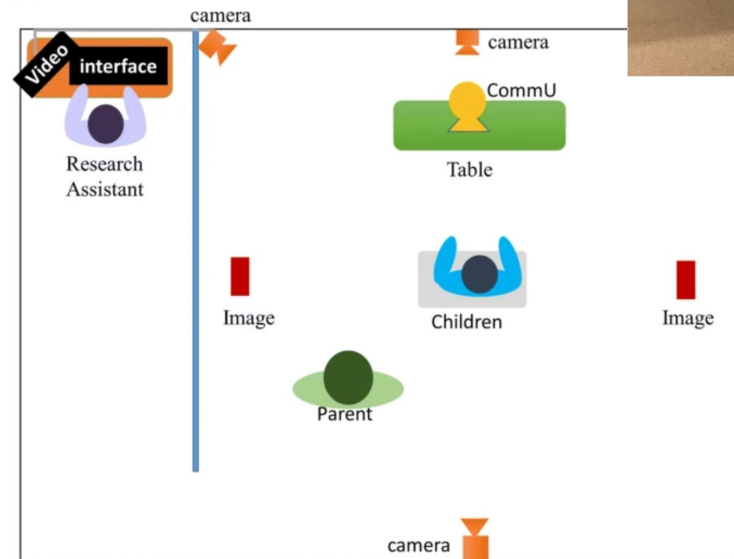 camera
Video
interface
camera
CommU
Research
Assistant
Table
Image
Children
Image
Parent
camera